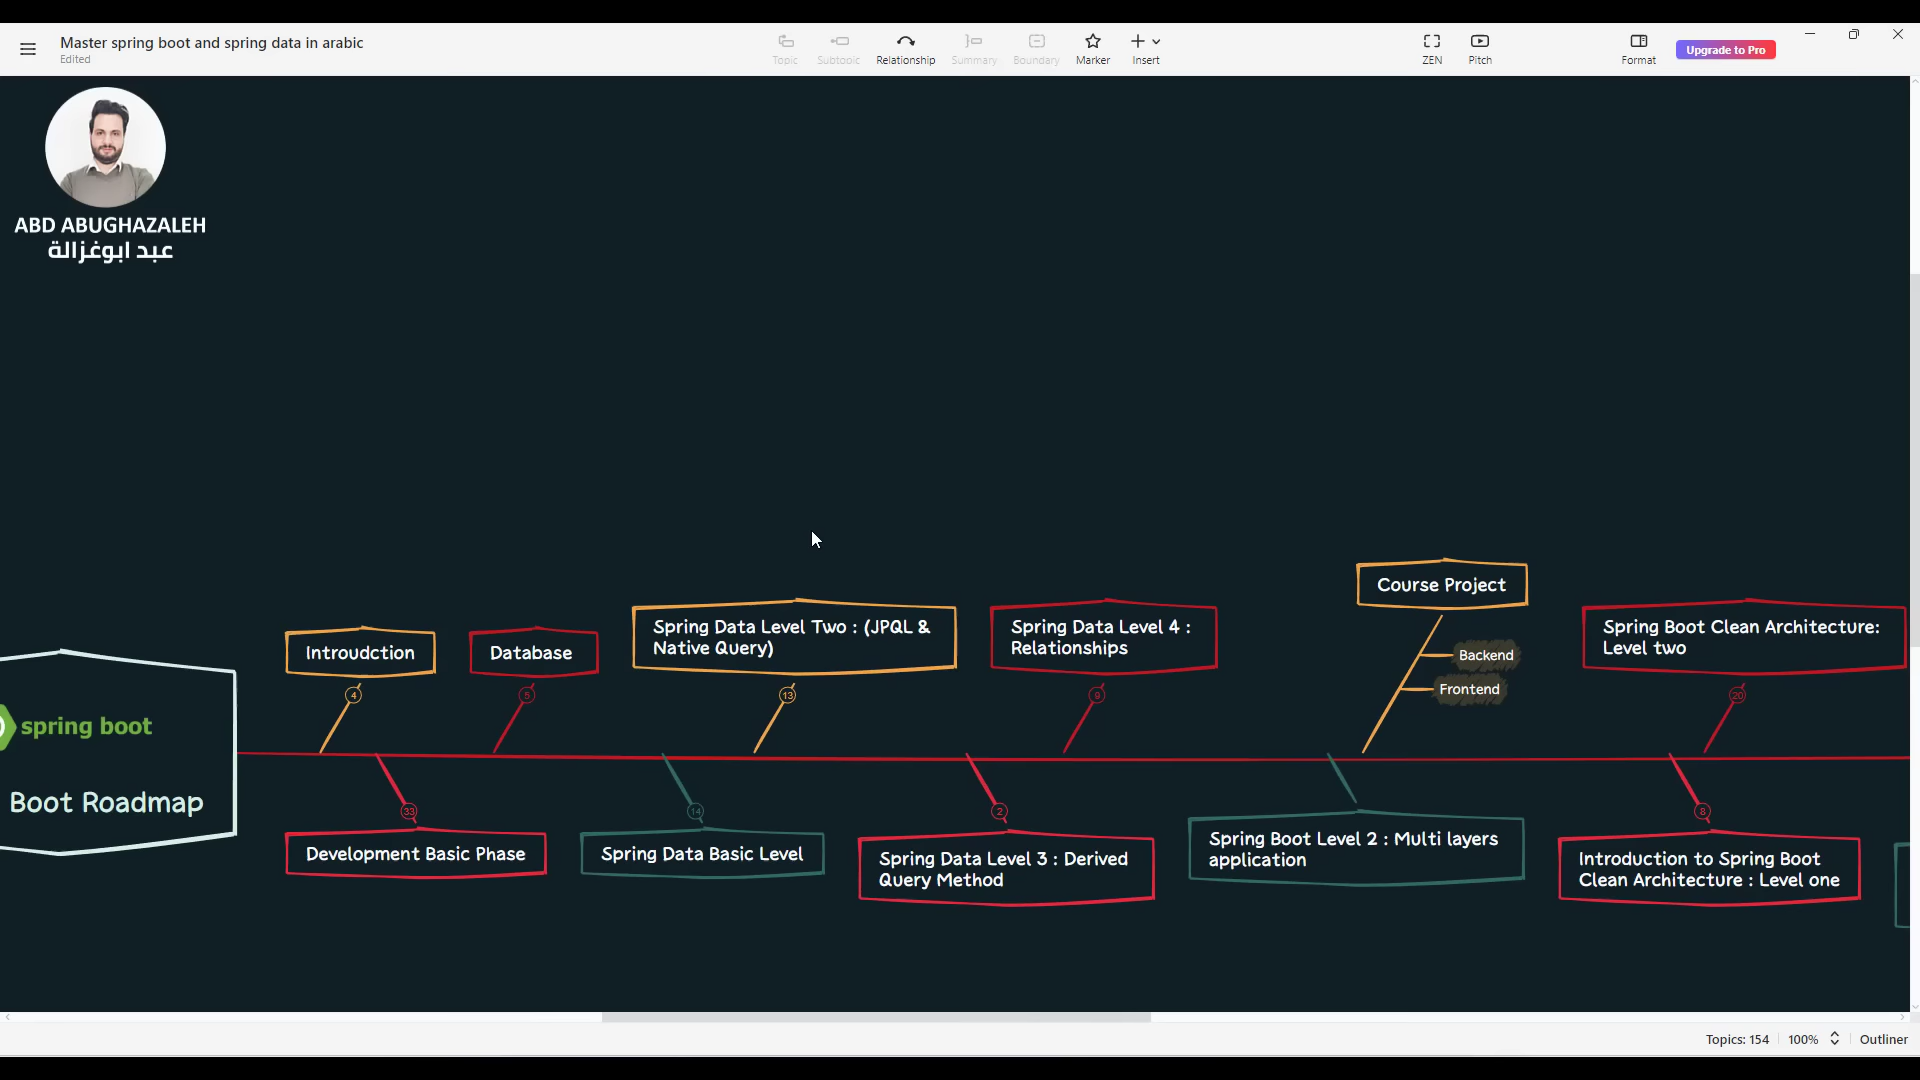 Master spring boot and spring data in arabic
Edited
Topic
Subtopic
Relationship
Summary
Boundary
Marker
Insert
ZEN
Pitch
Format
Upgrade to Pro
ABD ABUGHAZALEH
عبد ابوغزالة
Course Project
Backend
Frontend
Introudction
4
Database
5
Spring Data Level Two : (JPQL &
Native Query)
13
Spring Data Level 4 :
Relationships
9
Spring Boot Clean Architecture:
Level two
20
spring boot
Boot Roadmap
33
Development Basic Phase
14
Spring Data Basic Level
2
Spring Data Level 3 : Derived
Query Method
Spring Boot Level 2 : Multi layers
application
8
Introduction to Spring Boot
Clean Architecture : Level one
Topics: 154
100%
Outliner